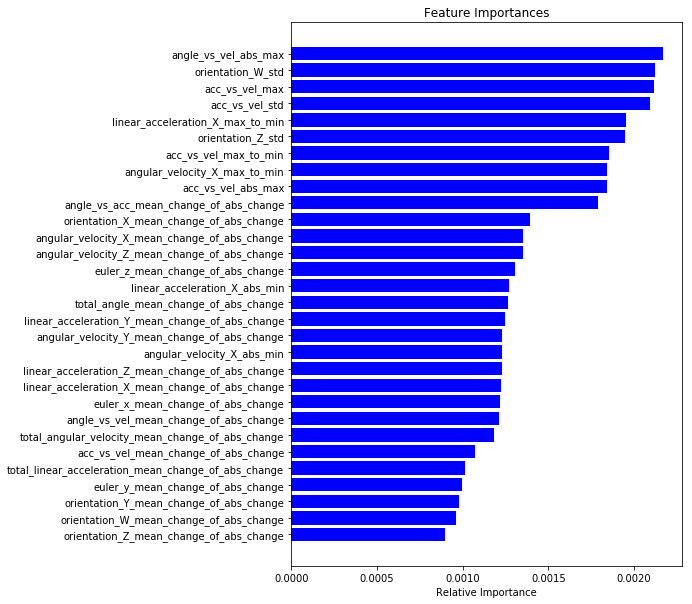 Feature Importances
angle_vs_vel_abs_max
orientation_W_std
acc_vs_vel_max
acc_vs_vel_std
linear_acceleration_X_max_to_min
orientation_Z_std
acc_vs_vel_max_to_min
angular_velocity_X_max_to_min
acc_vs_vel_abs_max
angle_vs_acc_mean_change_of_abs_change
orientation_X_mean_change_of_abs_change
angular_velocity_X_mean_change_of_abs_change
angular_velocity_Z_mean_change_of_abs_change
euler_z_mean_change_of_abs_change
linear_acceleration_X_abs_min
total_angle_mean_change_of_abs_change
linear_acceleration_Y_mean_change_of_abs_change
angular_velocity_Y_mean_change_of_abs_change
angular_velocity_X_abs_min
linear_acceleration_Z_mean_change_of_abs_change
linear_acceleration_X_mean_change_of_abs_change
euler_x_mean_change_of_abs_change
angle_vs_vel_mean_change_of_abs_change
total_angular_velocity_mean_change_of_abs_change
acc_vs_vel_mean_change_of_abs_change
total_linear_acceleration_mean_change_of_abs_change
euler_y_mean_change_of_abs_change
orientation_Y_mean_change_of_abs_change
orientation_W_mean_change_of_abs_change
orientation_Z_mean_change_of_abs_change
0.0000 0.0005 0.0010 0.0015 0.0020
Relative Importance